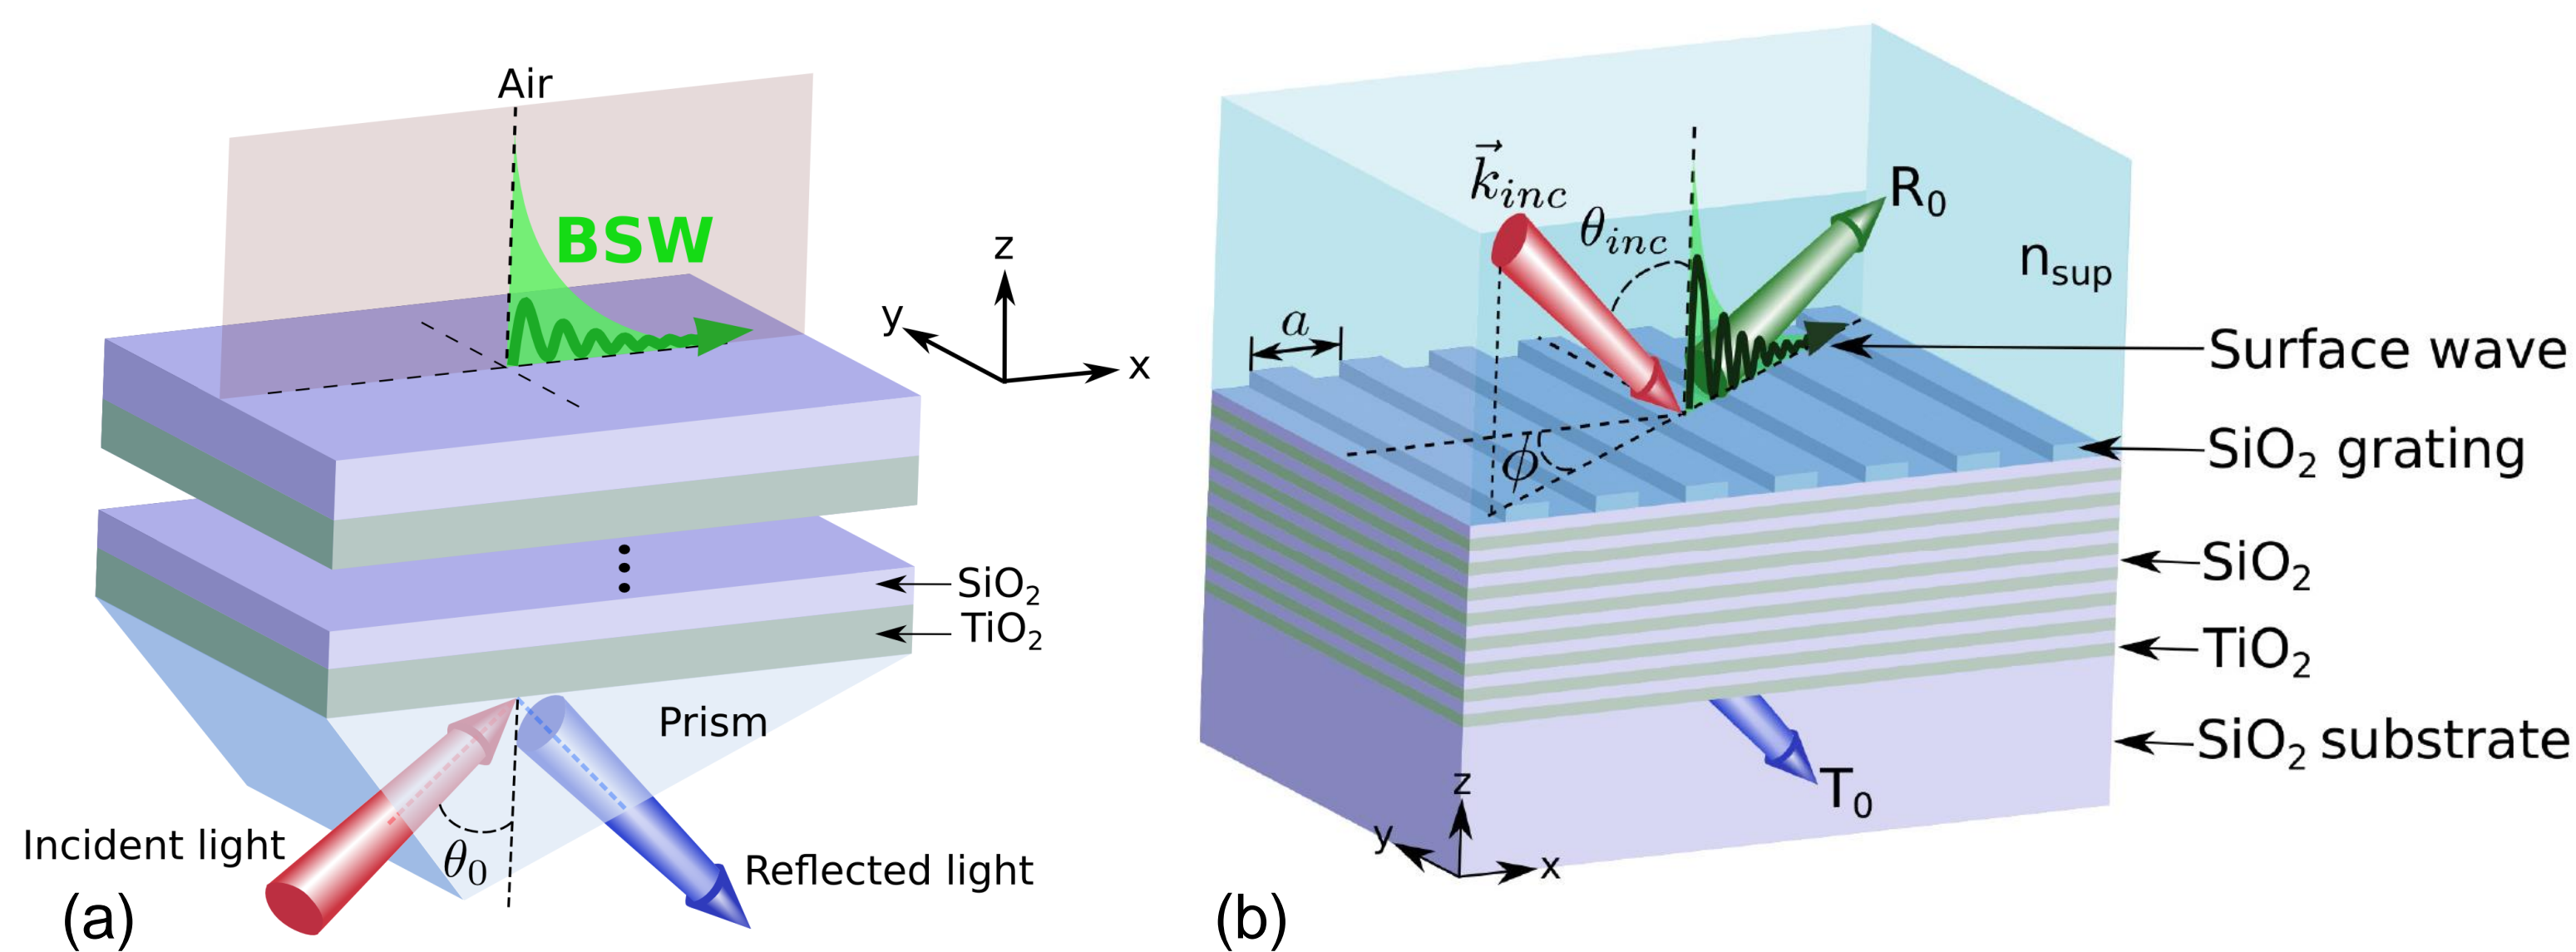 Air
BSW
z
y
x
SiO₂
TiO₂
Prism
Incident light
θ₀
Reflected light
(a)
k⃗ᵢₙ𝒸
θᵢₙ𝒸
R₀
nₛᵤₚ
a
Surface wave
ϕ
SiO₂ grating
SiO₂
TiO₂
SiO₂ substrate
T₀
z
y
x
(b)